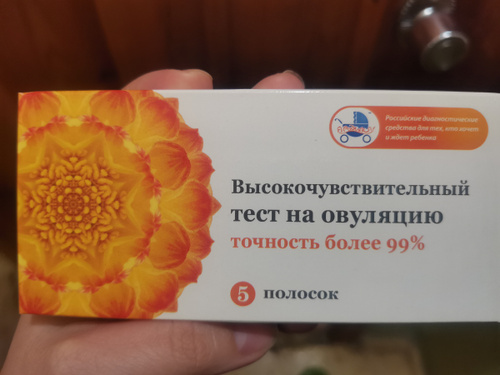 Российские диагностические
средства для тех, кто хочет
и ждет ребенка
Высокочувствительный
тест на овуляцию
точность более 99%
5 полосок